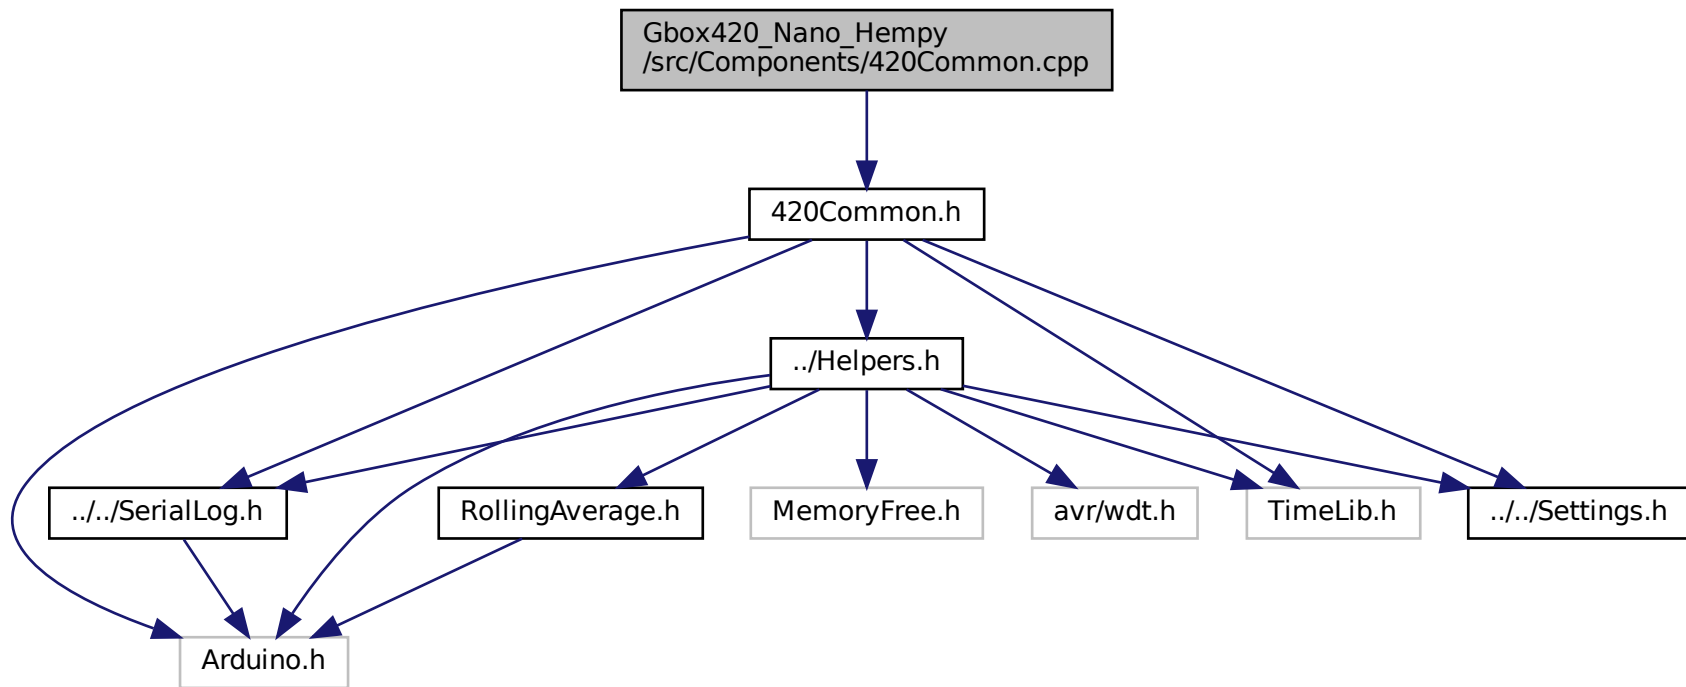 Gbox420_Nano_Hempy
/src/Components/420Common.cpp
420Common.h
../Helpers.h
../../SerialLog.h
RollingAverage.h
MemoryFree.h
avr/wdt.h
TimeLib.h
../../Settings.h
Arduino.h